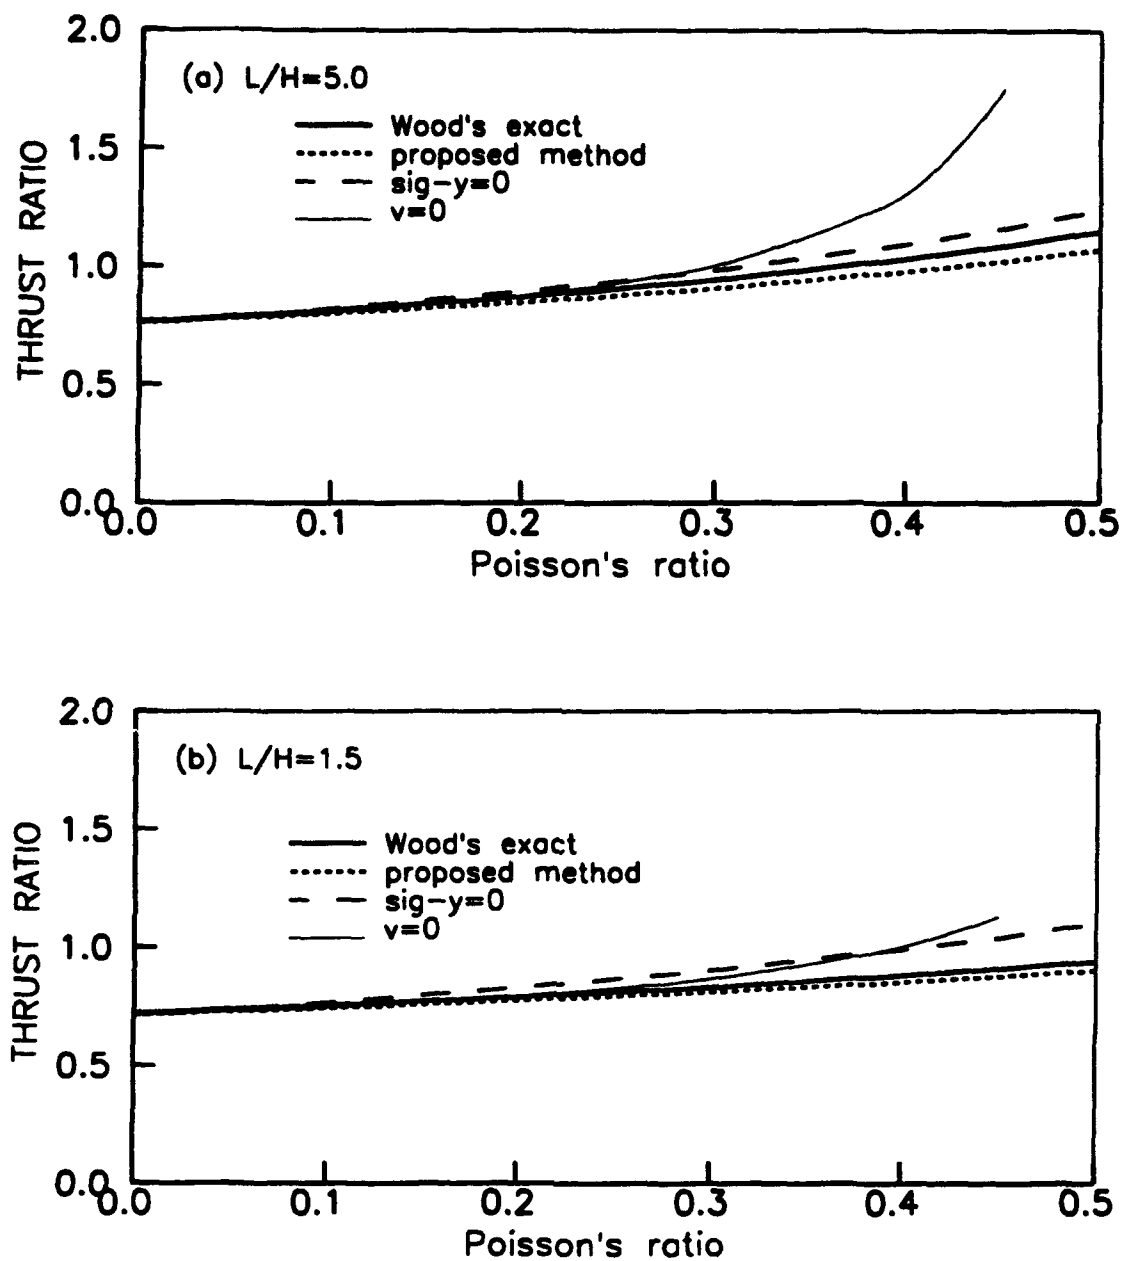 2.0
(a) L/H=5.0
Wood's exact
proposed method
sig-y=0
v=0
1.5
1.0
0.5
0.0
THRUST RATIO
0.0 0.1 0.2 0.3 0.4 0.5
Poisson's ratio
2.0
(b) L/H=1.5
Wood's exact
proposed method
sig-y=0
v=0
1.5
1.0
0.5
0.0
THRUST RATIO
0.0 0.1 0.2 0.3 0.4 0.5
Poisson's ratio